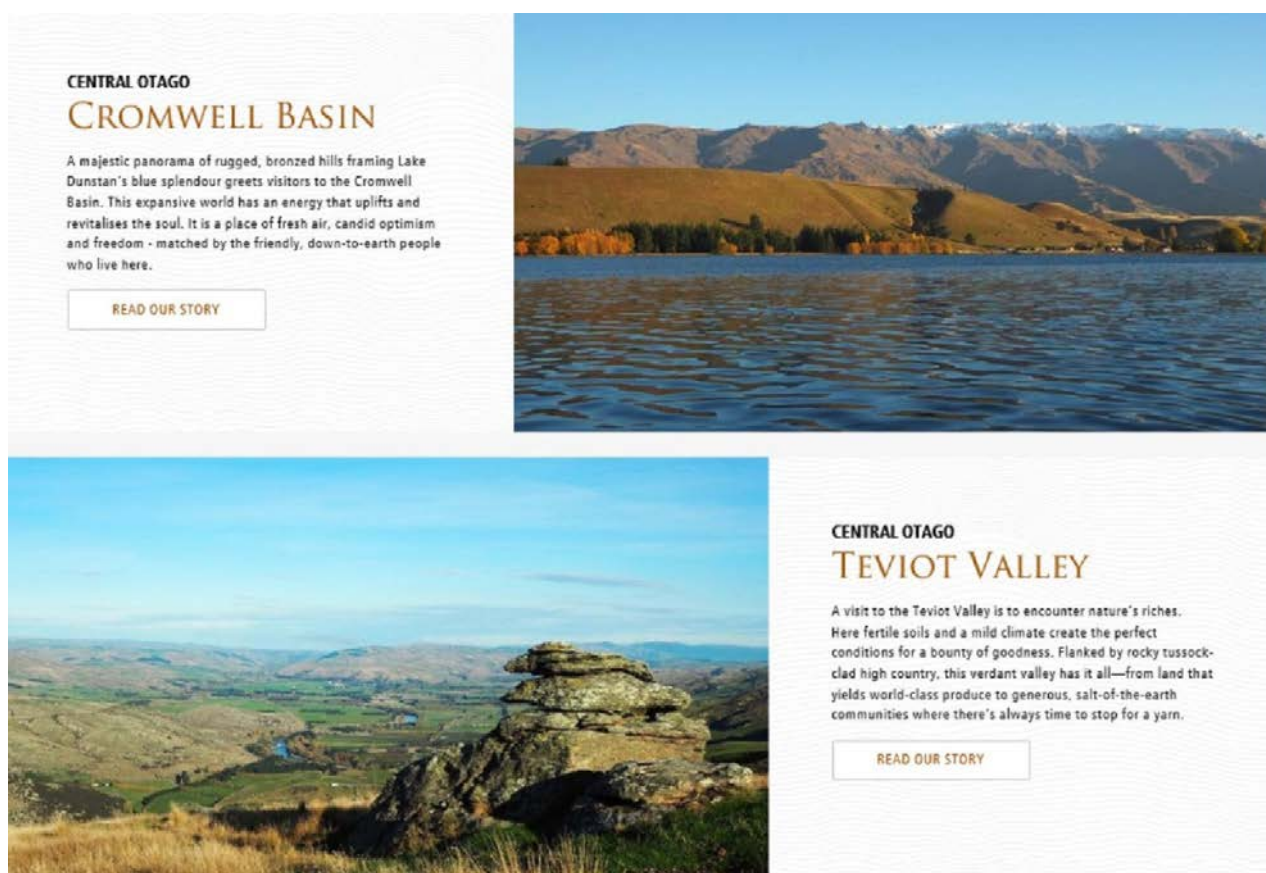 CENTRAL OTAGO
CROMWELL BASIN
A majestic panorama of rugged, bronzed hills framing Lake
Dunstan's blue splendour greets visitors to the Cromwell
Basin. This expansive world has an energy that uplifts and
revitalises the soul. It is a place of fresh air, candid optimism
and freedom - matched by the friendly, down-to-earth people
who live here.
READ OUR STORY
CENTRAL OTAGO
TEVIOT VALLEY
A visit to the Teviot Valley is to encounter nature's riches.
Here fertile soils and a mild climate create the perfect
conditions for a bounty of goodness. Flanked by rocky tussock-
clad high country, this verdant valley has it all—from land that
yields world-class produce to generous, salt-of-the-earth
communities where there's always time to stop for a yarn.
READ OUR STORY